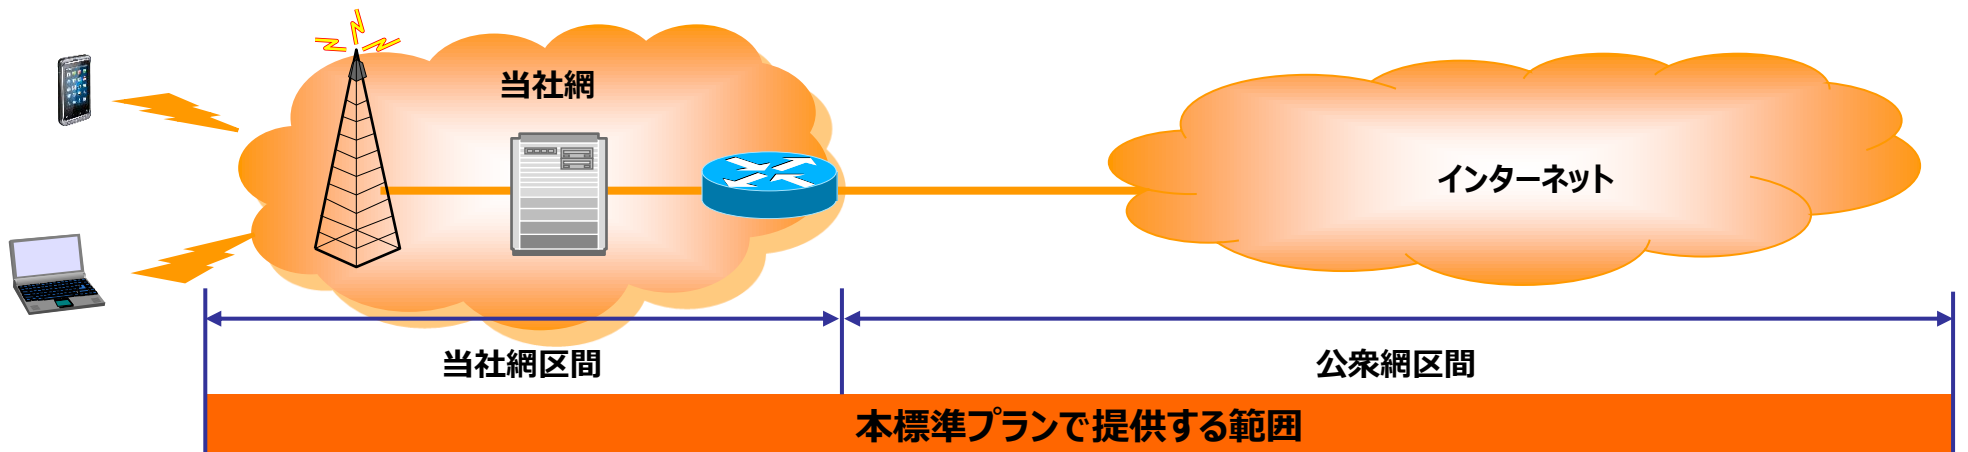 当社網
インターネット
当社網区間
公衆網区間
本標準プランで提供する範囲